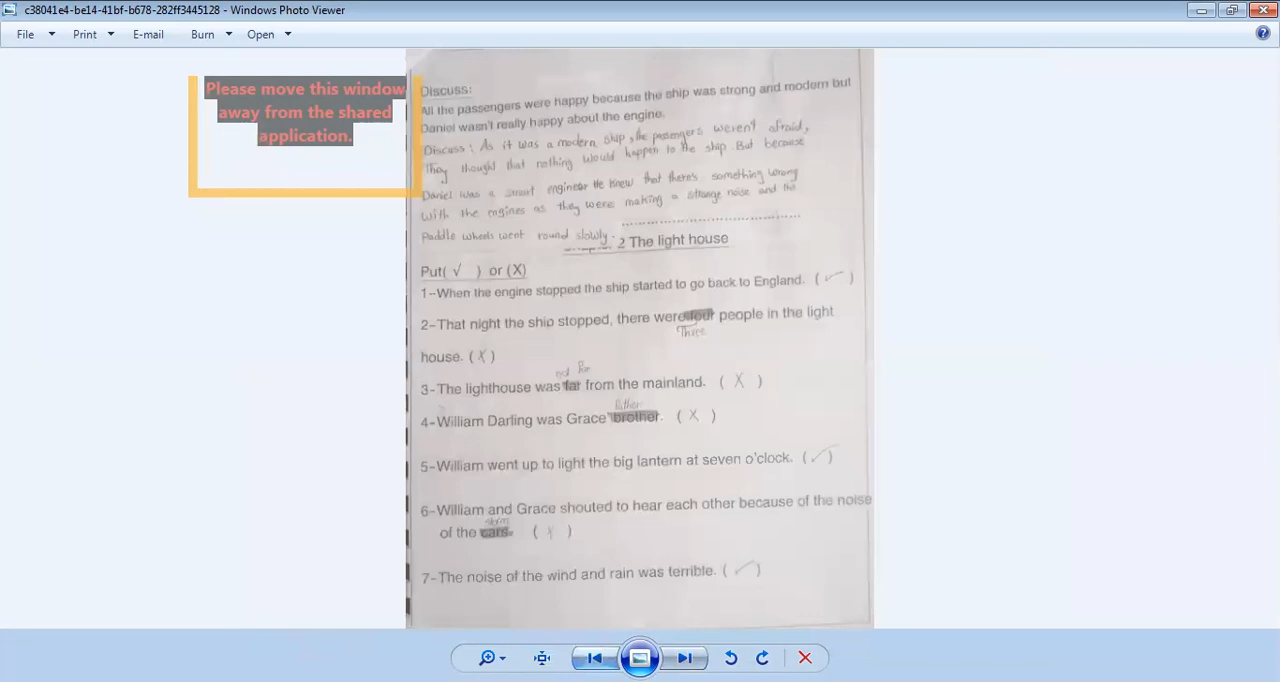 c38041e4-be14-41bf-b678-282ff3445128 - Windows Photo Viewer
File Print E-mail Burn Open
Please move this window
away from the shared
application.
Discuss:
All the passengers were happy because the ship was strong and modern but
Daniel wasn't really happy about the engine.
Discuss: As it was a modern ship, the passengers weren't afraid,
They thought that nothing would happen to the ship. But because
Daniel was a smart engineer He knew that there's something wrong
with the engines as they were making a strange noise and the
Paddle wheels went round slowly.
2 The light house
Put( √ ) or (X)
1-When the engine stopped the ship started to go back to England. ( ✓ )
2-That night the ship stopped, there were four people in the light
Three
house. ( X )
not far
3-The lighthouse was far from the mainland. ( X )
father
4-William Darling was Grace' brother. ( X )
5-William went up to light the big lantern at seven o'clock. ( ✓ )
6-William and Grace shouted to hear each other because of the noise
storm
of the cars. ( X )
7-The noise of the wind and rain was terrible. ( ✓ )